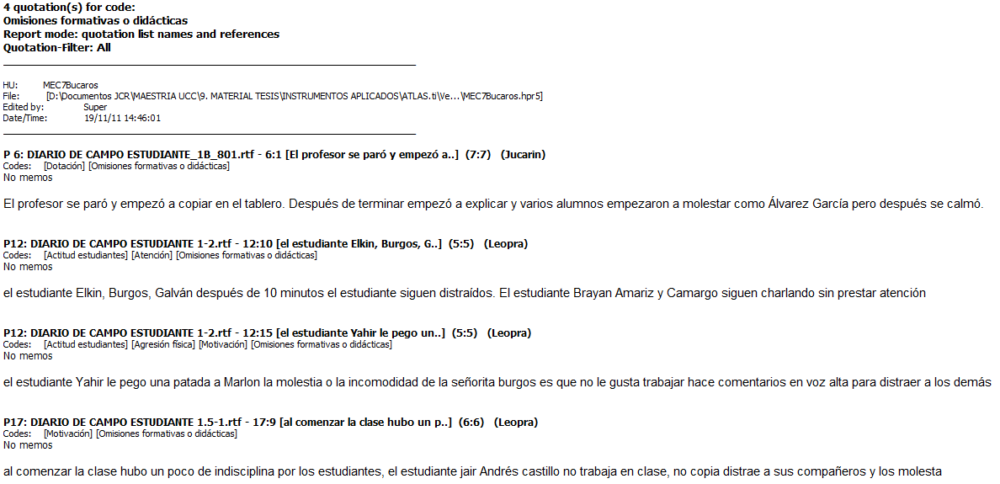 4 quotation(s) for code:
Omisiones formativas o didácticas
Report mode: quotation list names and references
Quotation-Filter: All
HU: MEC7Bucaros
File: [D:\Documentos JCR\MAESTRIA UCC\9. MATERIAL TESIS\INSTRUMENTOS APLICADOS\ATLAS.ti\Ve...\MEC7Bucaros.hpr5]
Edited by: Super
Date/Time: 19/11/11 14:46:01
P 6: DIARIO DE CAMPO ESTUDIANTE_1B_801.rtf - 6:1 [El profesor se paró y empezó a..] (7:7) (Jucarin)
Codes: [Dotación] [Omisiones formativas o didácticas]
No memos
El profesor se paró y empezó a copiar en el tablero. Después de terminar empezó a explicar y varios alumnos empezaron a molestar como Álvarez García pero después se calmó.
P12: DIARIO DE CAMPO ESTUDIANTE 1-2.rtf - 12:10 [el estudiante Elkin, Burgos, G..] (5:5) (Leopra)
Codes: [Actitud estudiantes] [Atención] [Omisiones formativas o didácticas]
No memos
el estudiante Elkin, Burgos, Galván después de 10 minutos el estudiante siguen distraídos. El estudiante Brayan Amariz y Camargo siguen charlando sin prestar atención
P12: DIARIO DE CAMPO ESTUDIANTE 1-2.rtf - 12:15 [el estudiante Yahir le pego un..] (5:5) (Leopra)
Codes: [Actitud estudiantes] [Agresión física] [Motivación] [Omisiones formativas o didácticas]
No memos
el estudiante Yahir le pego una patada a Marlon la molestia o la incomodidad de la señorita burgos es que no le gusta trabajar hace comentarios en voz alta para distraer a los demás
P17: DIARIO DE CAMPO ESTUDIANTE 1.5-1.rtf - 17:9 [al comenzar la clase hubo un p..] (6:6) (Leopra)
Codes: [Motivación] [Omisiones formativas o didácticas]
No memos
al comenzar la clase hubo un poco de indisciplina por los estudiantes, el estudiante jair Andrés castillo no trabaja en clase, no copia distrae a sus compañeros y los molesta